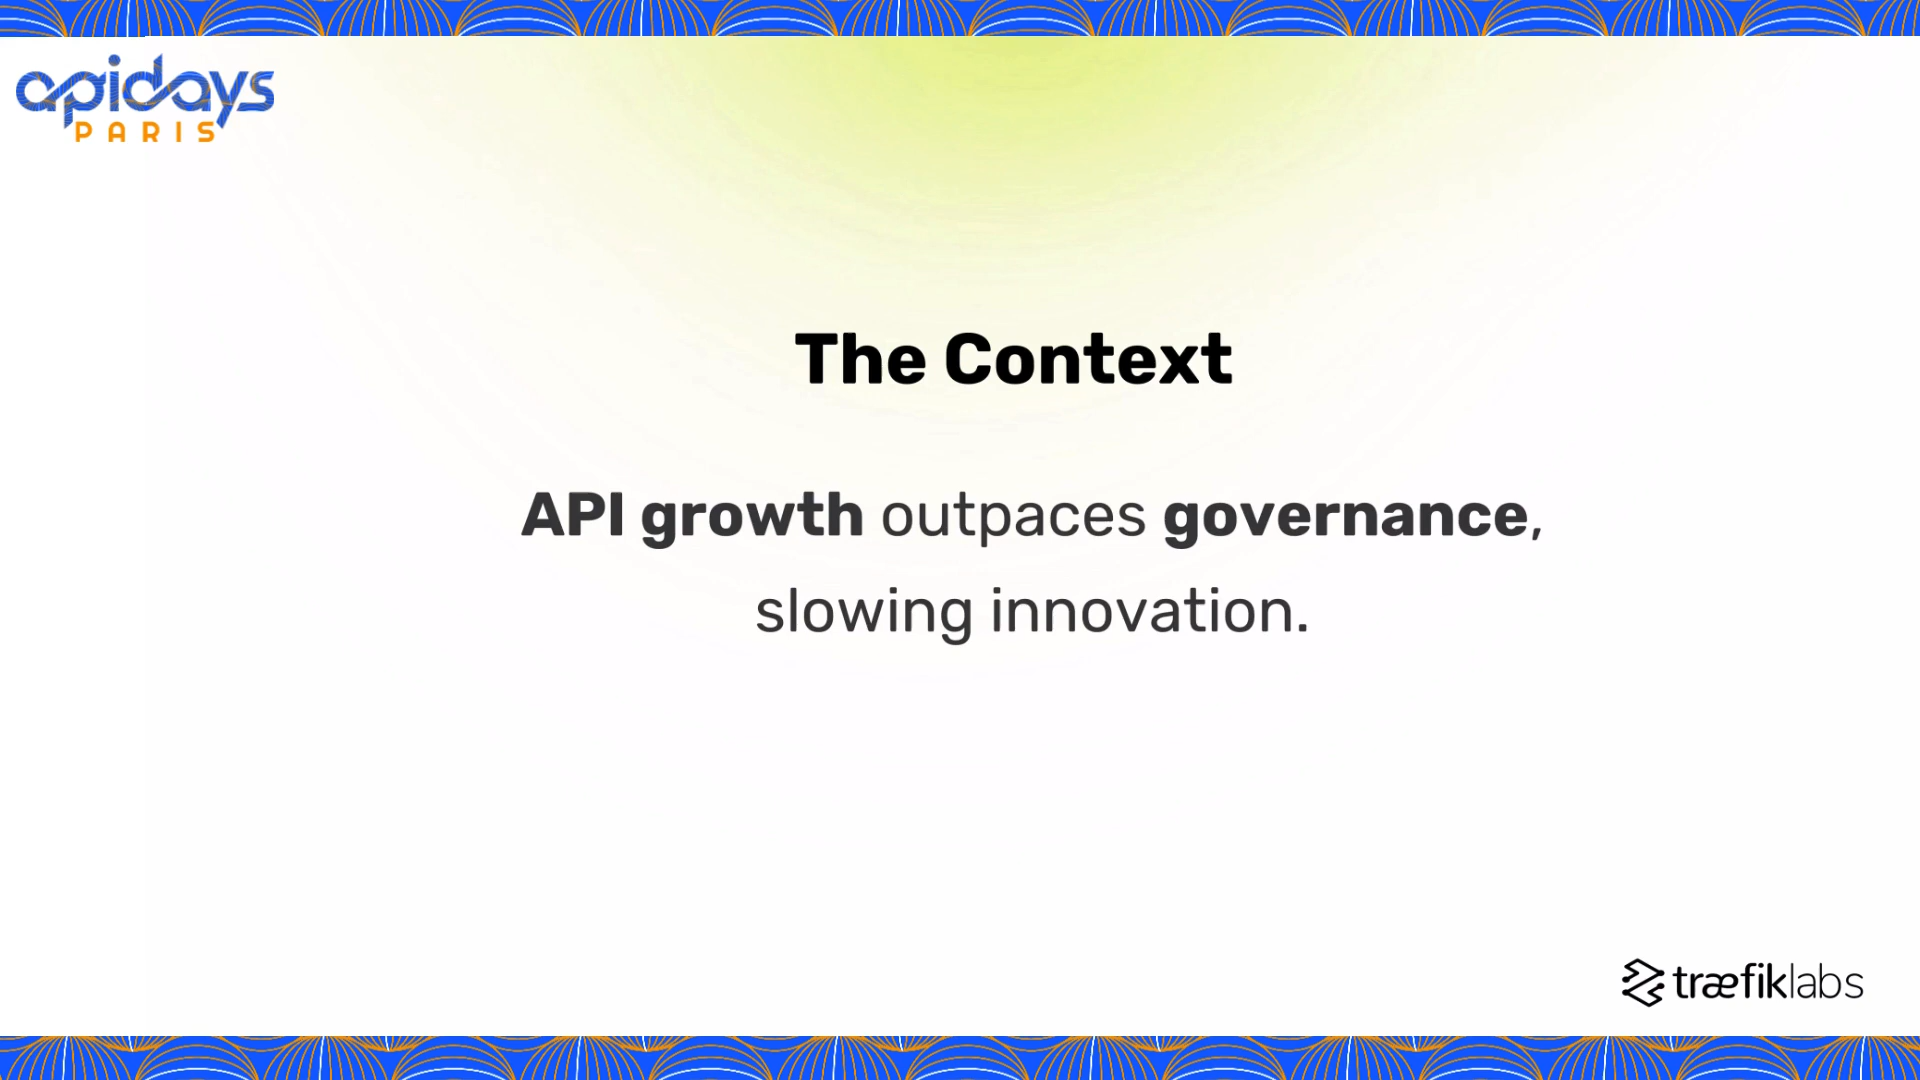 apidays
PARIS
The Context
API growth outpaces governance,
slowing innovation.
træfiklabs